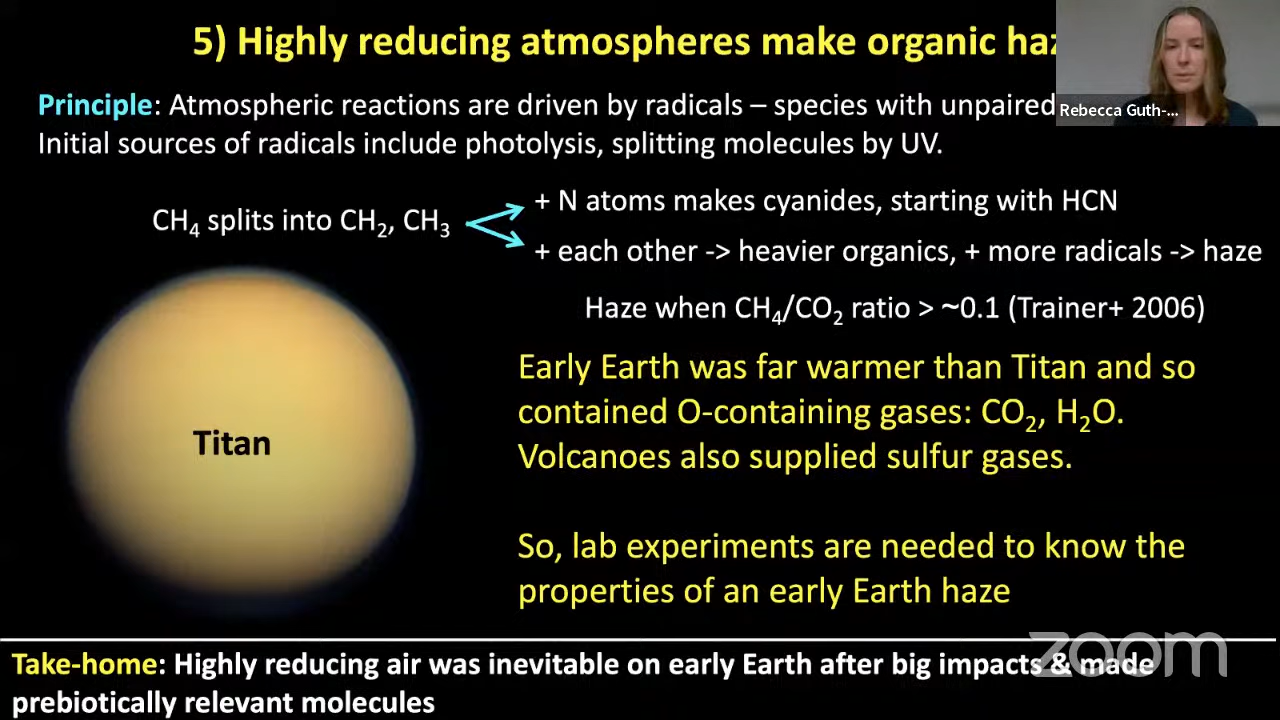 5) Highly reducing atmospheres make organic
Rebecca Guth-...
Principle: Atmospheric reactions are driven by radicals – species with unpaired
Initial sources of radicals include photolysis, splitting molecules by UV.
+ N atoms makes cyanides, starting with HCN
CH₄ splits into CH₂, CH₃
+ each other -> heavier organics, + more radicals -> haze
Haze when CH₄/CO₂ ratio > ~0.1 (Trainer+ 2006)
Early Earth was far warmer than Titan and so
contained O-containing gases: CO₂, H₂O.
Volcanoes also supplied sulfur gases.
Titan
So, lab experiments are needed to know the
properties of an early Earth haze
zoom
Take-home: Highly reducing air was inevitable on early Earth after big impacts & made
prebiotically relevant molecules